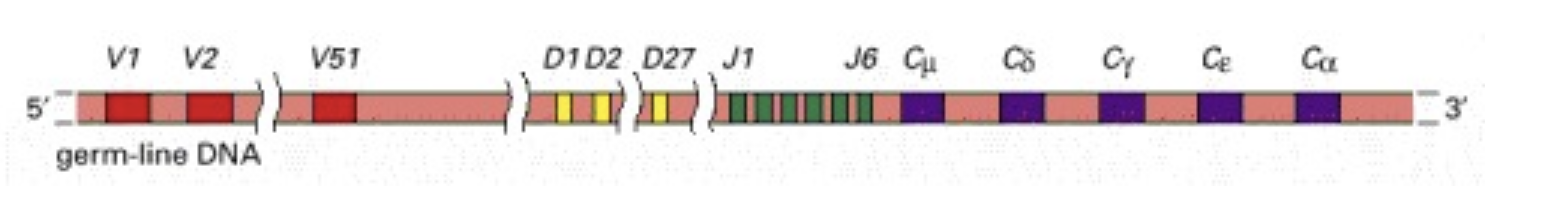 V1 V2 V51 D1 D2 D27 J1 J6 Cμ Cδ Cγ Cε Cα
5′ 3′
germ-line DNA